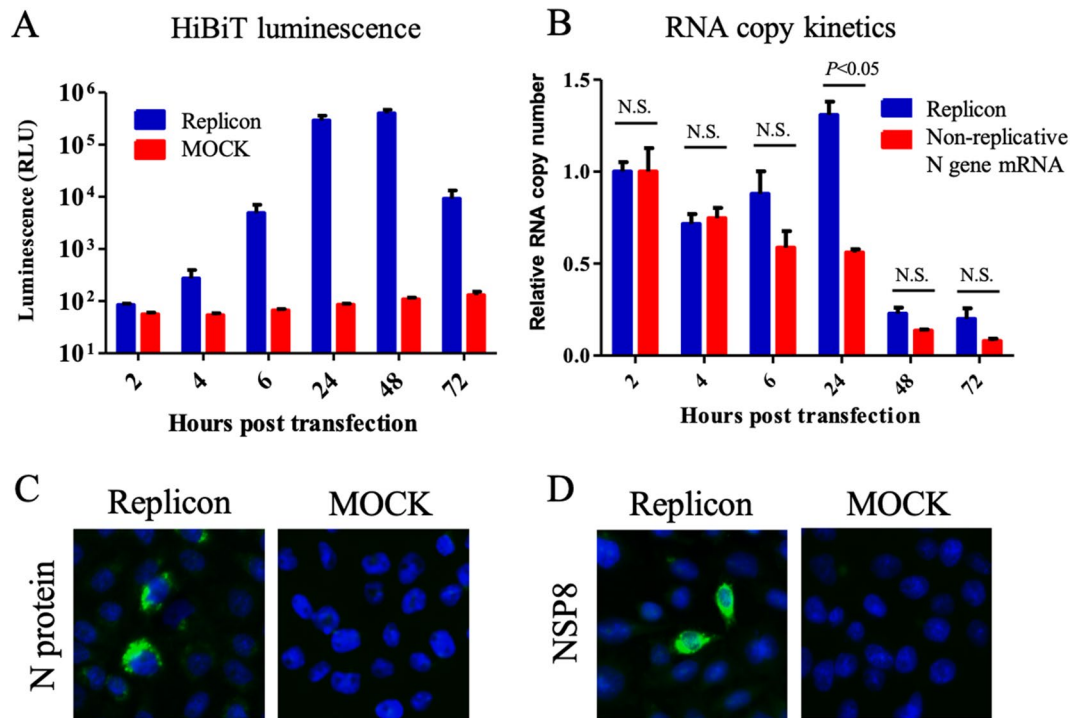 A
HiBiT luminescence
Luminescence (RLU)
10⁶
10⁵
10⁴
10³
10²
10¹
Replicon
MOCK
2
4
6
24
48
72
Hours post transfection
B
RNA copy kinetics
Relative RNA copy number
1.5
1.0
0.5
0.0
N.S.
N.S.
N.S.
P<0.05
N.S.
N.S.
Replicon
Non-replicative
N gene mRNA
2
4
6
24
48
72
Hours post transfection
C
Replicon
MOCK
N protein
D
Replicon
MOCK
NSP8